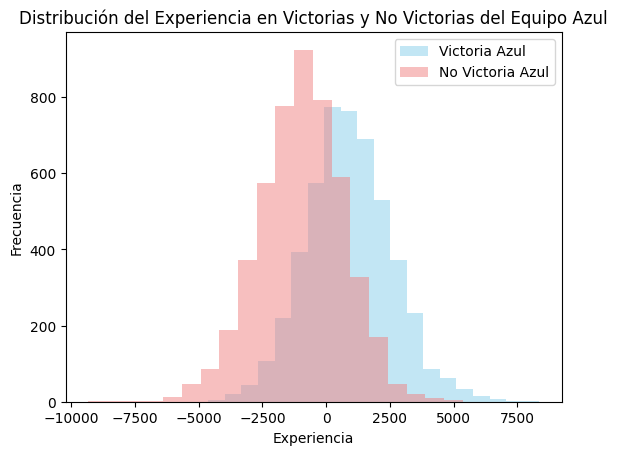 Distribución del Experiencia en Victorias y No Victorias del Equipo Azul
Victoria Azul
No Victoria Azul
Frecuencia
800
600
400
200
0
−10000 −7500 −5000 −2500 0 2500 5000 7500
Experiencia